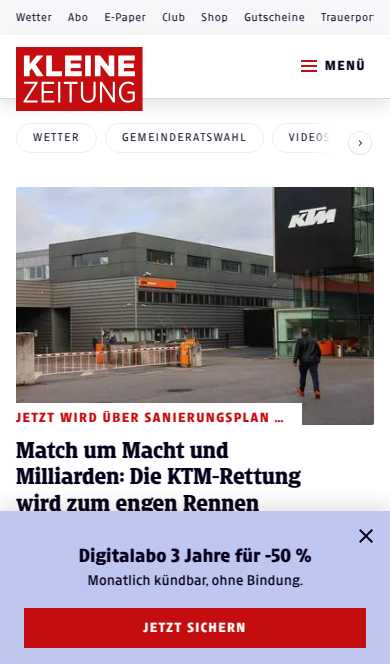 Wetter Abo E-Paper Club Shop Gutscheine Trauerpor
KLEINE
ZEITUNG
MENÜ
WETTER GEMEINDERATSWAHL VIDEOS
KTM
JETZT WIRD ÜBER SANIERUNGSPLAN …
Match um Macht und
Milliarden: Die KTM-Rettung
wird zum engen Rennen
Digitalabo 3 Jahre für -50 %
Monatlich kündbar, ohne Bindung.
JETZT SICHERN